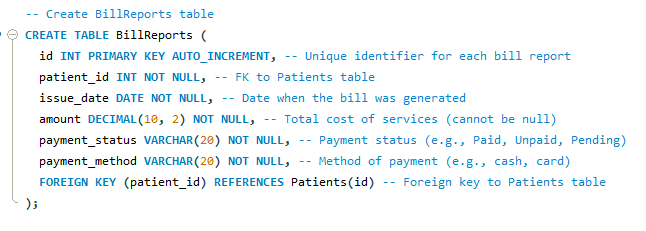 -- Create BillReports table
CREATE TABLE BillReports (
id INT PRIMARY KEY AUTO_INCREMENT, -- Unique identifier for each bill report
patient_id INT NOT NULL, -- FK to Patients table
issue_date DATE NOT NULL, -- Date when the bill was generated
amount DECIMAL(10, 2) NOT NULL, -- Total cost of services (cannot be null)
payment_status VARCHAR(20) NOT NULL, -- Payment status (e.g., Paid, Unpaid, Pending)
payment_method VARCHAR(20) NOT NULL, -- Method of payment (e.g., cash, card)
FOREIGN KEY (patient_id) REFERENCES Patients(id) -- Foreign key to Patients table
);